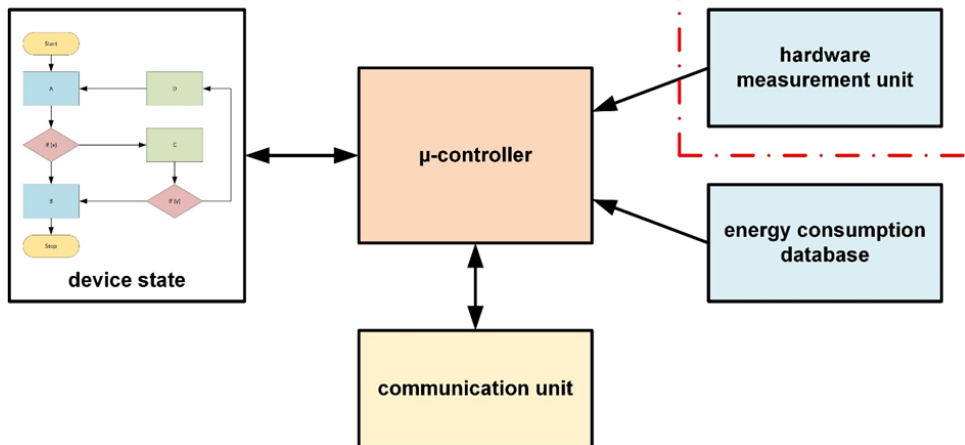 Start
A
D
If (x)
C
B
If (y)
Stop
device state
µ-controller
hardware
measurement unit
energy consumption
database
communication unit